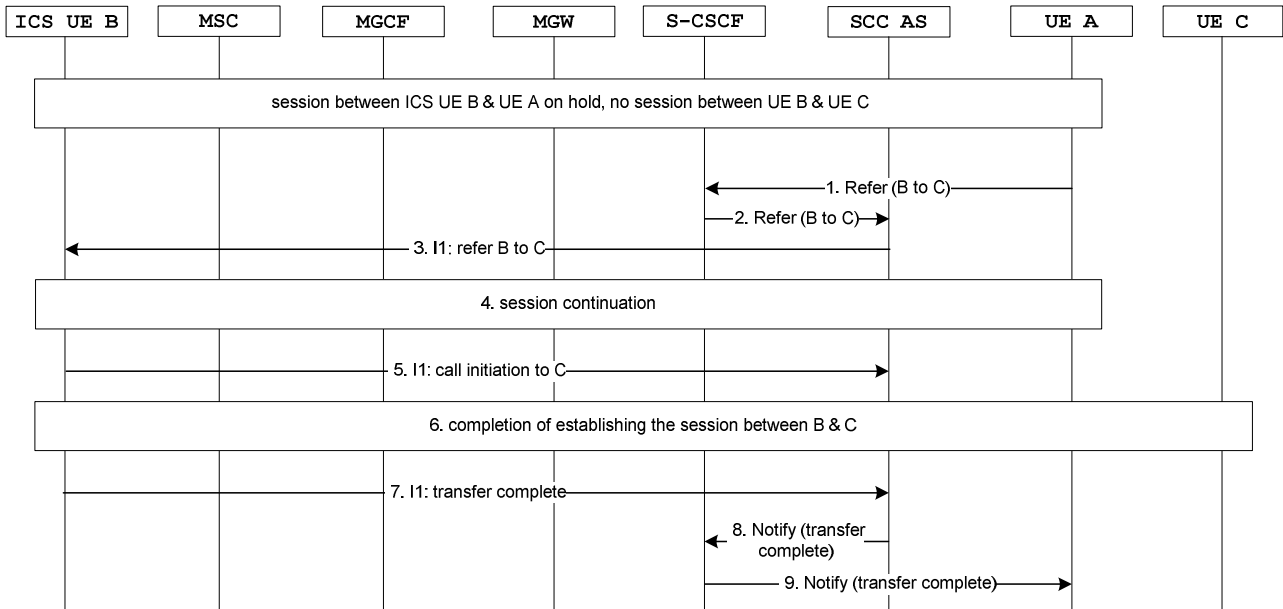 ICS UE B MSC MGCF MGW S-CSCF SCC AS UE A UE C
session between ICS UE B & UE A on hold, no session between UE B & UE C
1. Refer (B to C)
2. Refer (B to C)
3. I1: refer B to C
4. session continuation
5. I1: call initiation to C
6. completion of establishing the session between B & C
7. I1: transfer complete
8. Notify (transfer
complete)
9. Notify (transfer complete)